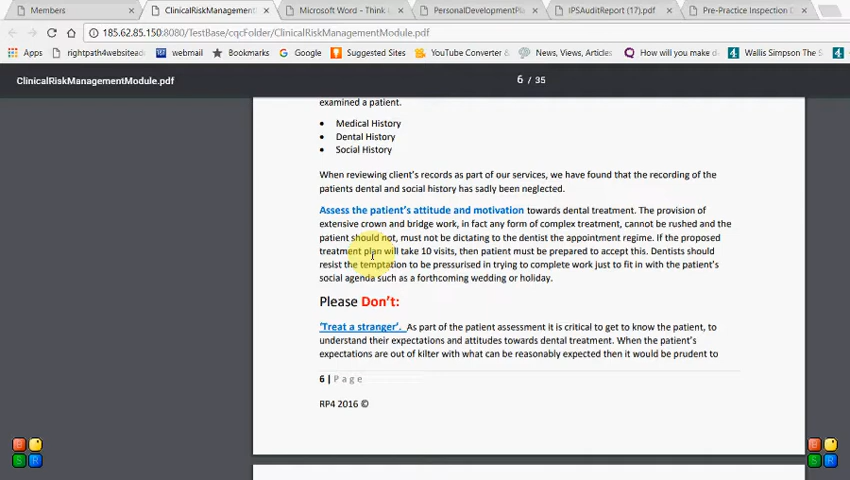 Members
ClinicalRiskManagement
Microsoft Word - Think
PersonalDevelopmentPl
iPSAuditReport (17).pdf
Pre-Practice Inspection D
185.62.85.150:8080/TestBase/cqcFolder/ClinicalRiskManagementModule.pdf
Apps
rightpath4websitead
webmail
Bookmarks
Google
Suggested Sites
YouTube Converter &
News, Views, Articles
How will you make
Wallis Simpson The S
ClinicalRiskManagementModule.pdf
6 / 35
examined a patient.
• Medical History
• Dental History
• Social History
When reviewing client's records as part of our services, we have found that the recording of the
patients dental and social history has sadly been neglected.
Assess the patient's attitude and motivation towards dental treatment. The provision of
extensive crown and bridge work, in fact any form of complex treatment, cannot be rushed and the
patient should not, must not be dictating to the dentist the appointment regime. If the proposed
treatment plan will take 10 visits, then patient must be prepared to accept this. Dentists should
resist the temptation to be pressurised in trying to complete work just to fit in with the patient's
social agenda such as a forthcoming wedding or holiday.
Please Don't:
'Treat a stranger'. As part of the patient assessment it is critical to get to know the patient, to
understand their expectations and attitudes towards dental treatment. When the patient's
expectations are out of kilter with what can be reasonably expected then it would be prudent to
6 | Page
RP4 2016 ©
E
S R
E
S R